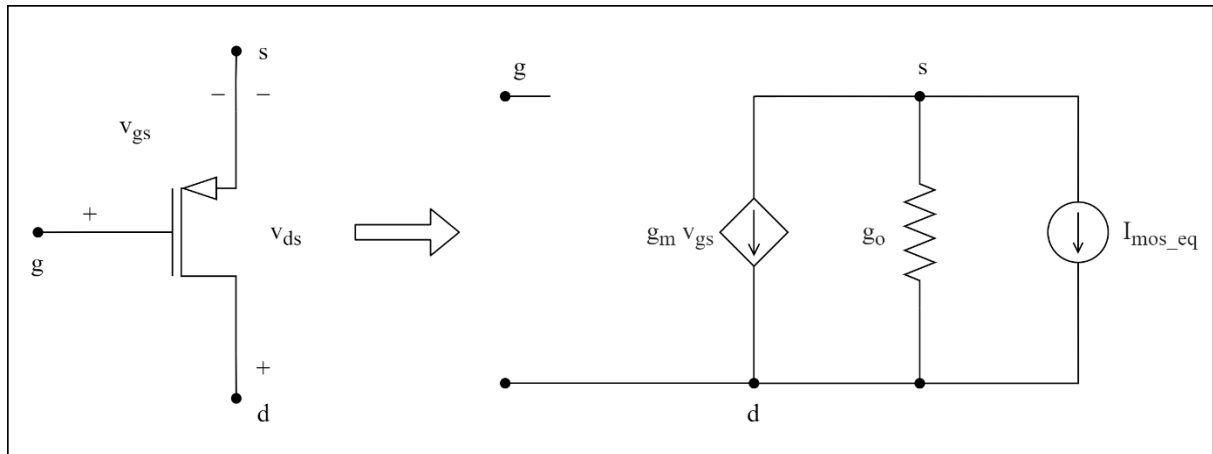 s
− −
v_gs
+
g
v_ds
+
d
g
s
g_m v_gs
g_o
I_mos_eq
d